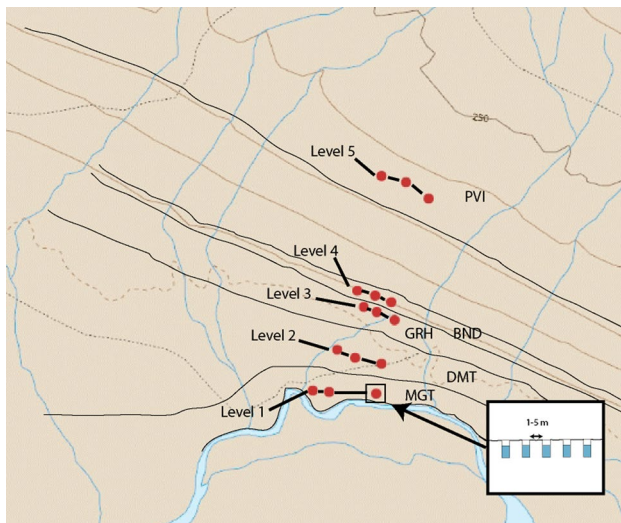 250
Level 5
PVI
Level 4
Level 3
GRH BND
Level 2
DMT
MGT
Level 1
1-5 m